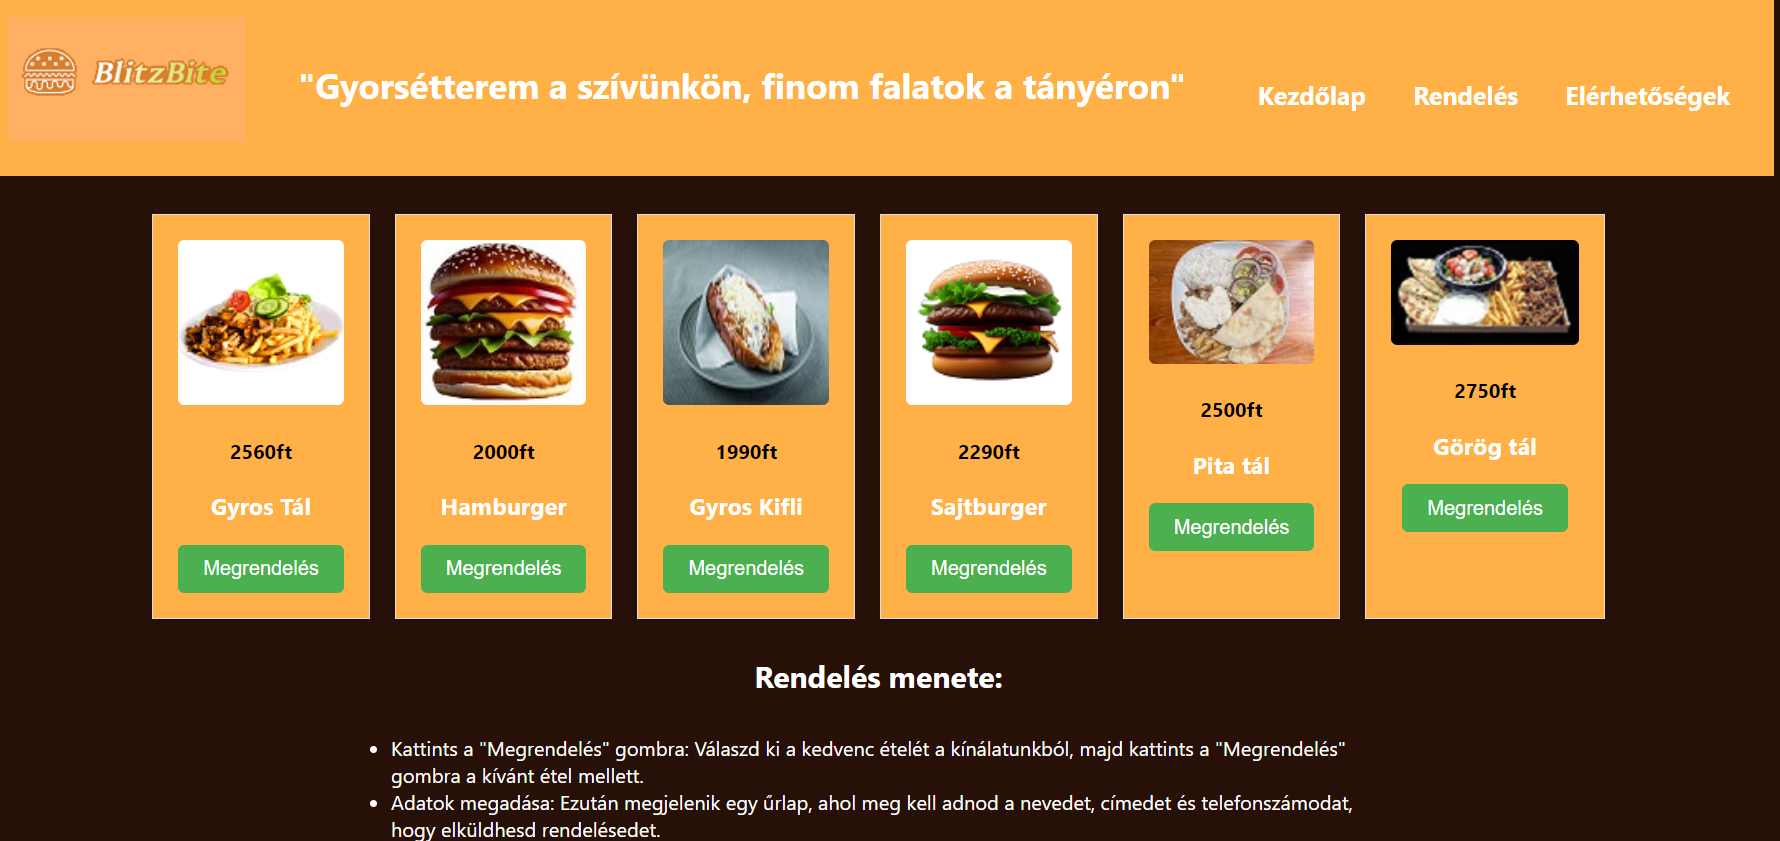 BlitzBite
"Gyorsétterem a szívünkön, finom falatok a tányéron"
Kezdőlap Rendelés Elérhetőségek
2560ft
Gyros Tál
Megrendelés
2000ft
Hamburger
Megrendelés
1990ft
Gyros Kifli
Megrendelés
2290ft
Sajtburger
Megrendelés
2500ft
Pita tál
Megrendelés
2750ft
Görög tál
Megrendelés
Rendelés menete:
Kattints a "Megrendelés" gombra: Válaszd ki a kedvenc ételét a kínálatunkból, majd kattints a "Megrendelés"
gombra a kívánt étel mellett.
Adatok megadása: Ezután megjelenik egy űrlap, ahol meg kell adnod a nevedet, címedet és telefonszámodat,
hogy elküldhesd rendelésedet.